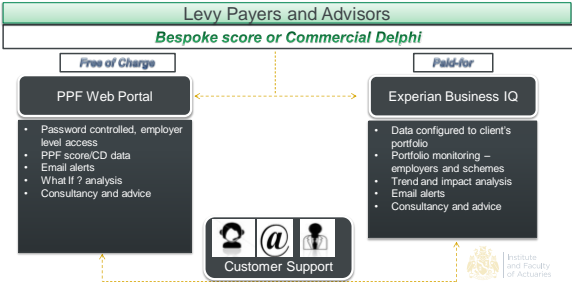 Levy Payers and Advisors
Bespoke score or Commercial Delphi
Free of Charge
Paid-for
PPF Web Portal
Experian Business IQ
• Password controlled, employer
level access
• PPF score/CD data
• Email alerts
• What If ? analysis
• Consultancy and advice
• Data configured to client's
portfolio
• Portfolio monitoring –
employers and schemes
• Trend and impact analysis
• Email alerts
• Consultancy and advice
@
Customer Support
Institute
and Faculty
of Actuaries